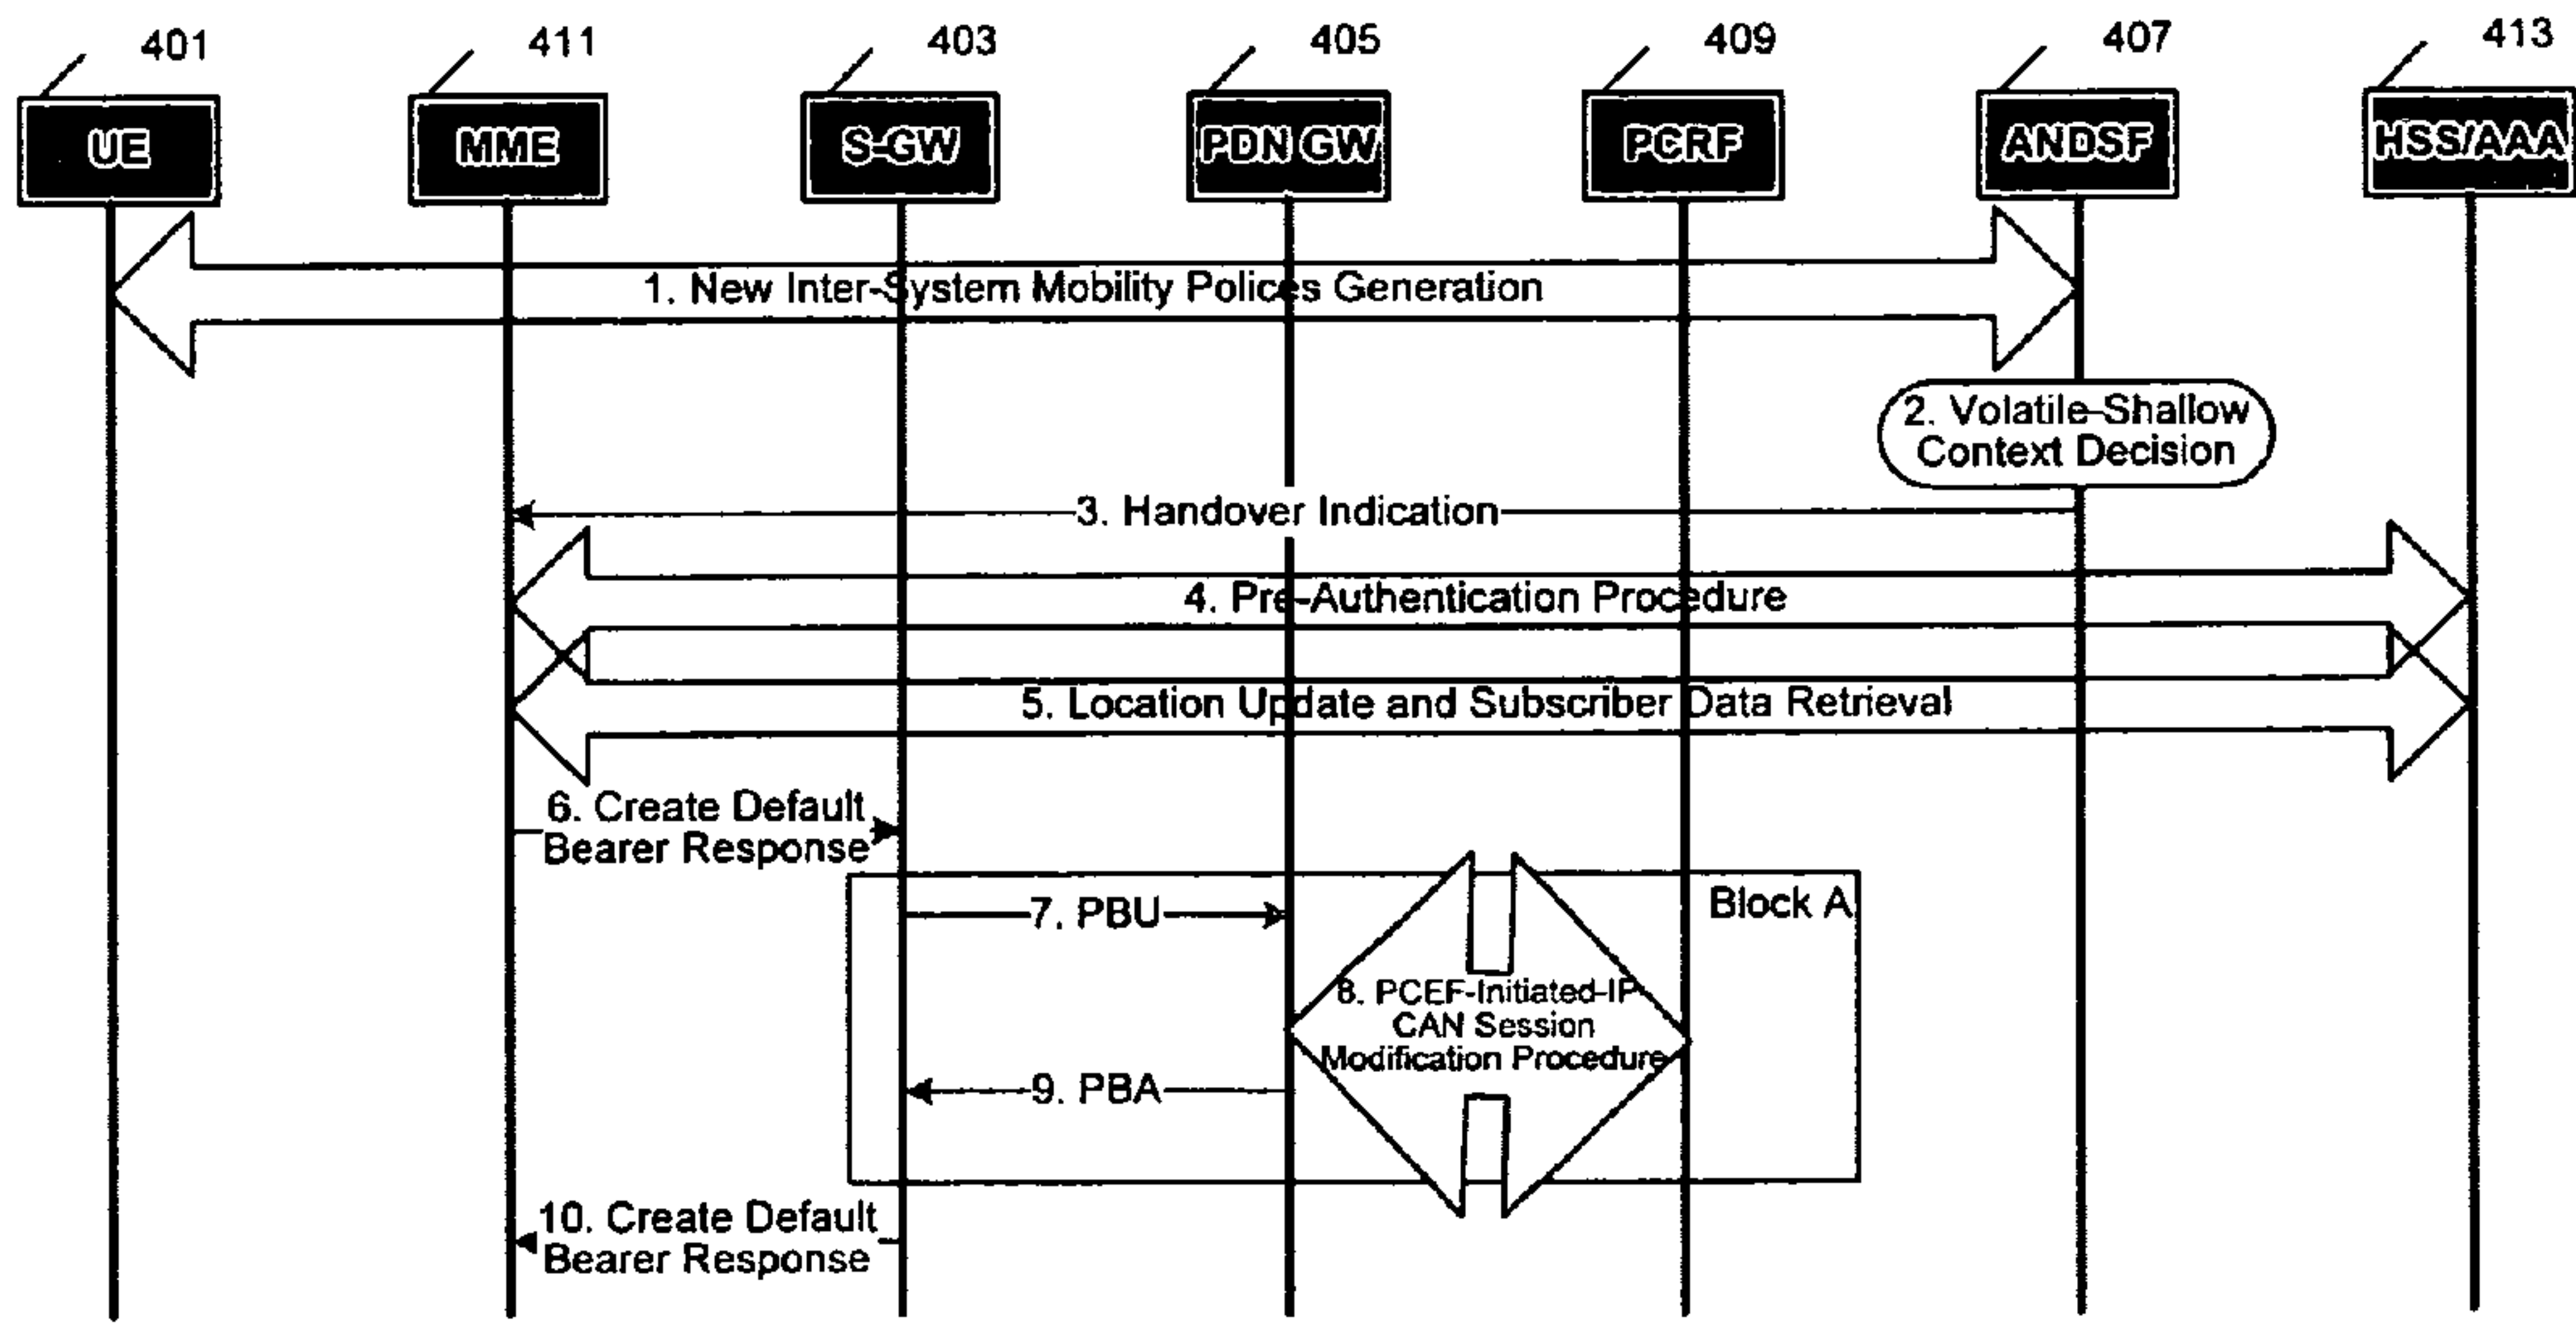 401
411
403
405
409
407
413
UE
MME
S-GW
PDN GW
PCRF
ANDSF
HSS/AAA
1. New Inter-System Mobility Polices Generation
2. Volatile-Shallow
Context Decision
3. Handover Indication
4. Pre-Authentication Procedure
5. Location Update and Subscriber Data Retrieval
6. Create Default
Bearer Response
Block A
7. PBU
8. PCEF-Initiated-IP
CAN Session
Modification Procedure
9. PBA
10. Create Default
Bearer Response